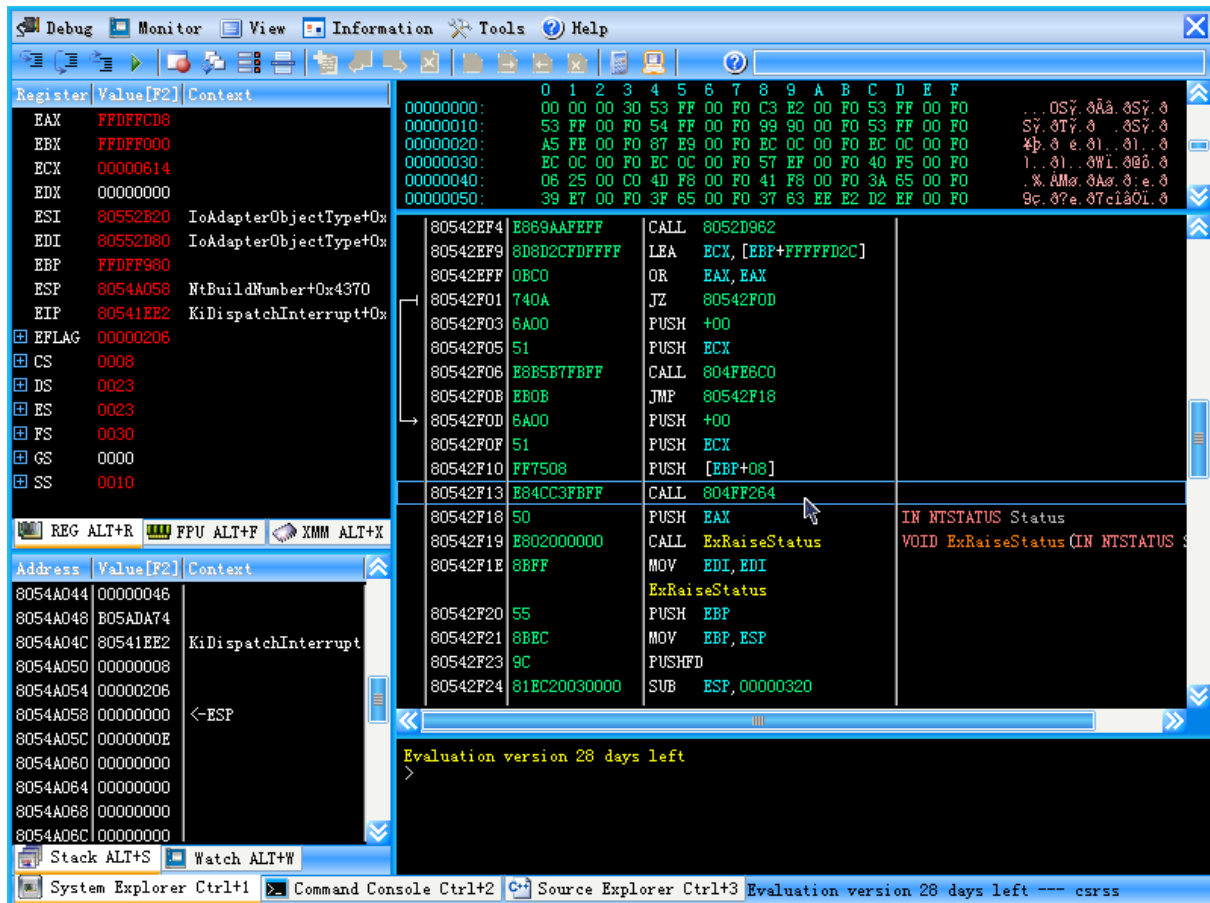 Debug Monitor View Information Tools Help
Register Value[F2] Context
EAX FFDFFCD8
EBX FFDFF000
ECX 00000614
EDX 00000000
ESI 80552B20 IoAdapterObjectType+0x
EDI 80552D80 IoAdapterObjectType+0x
EBP FFDFF980
ESP 8054A058 NtBuildNumber+0x4370
EIP 80541EE2 KiDispatchInterrupt+0x
EFLAG 00000206
CS 0008
DS 0023
ES 0023
FS 0030
GS 0000
SS 0010
REG ALT+R FPU ALT+F XMM ALT+X
Address Value[F2] Context
8054A044 00000046
8054A048 B05ADA74
8054A04C 80541EE2 KiDispatchInterrupt
8054A050 00000008
8054A054 00000206
8054A058 00000000 <-ESP
8054A05C 0000000E
8054A060 00000000
8054A064 00000000
8054A068 00000000
8054A06C 00000000
Stack ALT+S Watch ALT+W
0 1 2 3 4 5 6 7 8 9 A B C D E F
00000000: 00 00 00 30 53 FF 00 F0 C3 E2 00 F0 53 FF 00 F0 ...0Sÿ.ðÃâ.ðSÿ.ð
00000010: 53 FF 00 F0 54 FF 00 F0 99 90 00 F0 53 FF 00 F0 Sÿ.ðTÿ.ð .ðSÿ.ð
00000020: A5 FE 00 F0 87 E9 00 F0 EC 0C 00 F0 EC 0C 00 F0 ¥þ.ð é.ðì..ðì..ð
00000030: EC 0C 00 F0 EC 0C 00 F0 57 EF 00 F0 40 F5 00 F0 ì..ðì..ðWï.ð@õ.ð
00000040: 06 25 00 C0 4D F8 00 F0 41 F8 00 F0 3A 65 00 F0 .%.ÀMø.ðAø.ð:e.ð
00000050: 39 E7 00 F0 3F 65 00 F0 37 63 EE E2 D2 EF 00 F0 9ç.ð?e.ð7cîâÒï.ð
80542EF4 E869AAFEFF CALL 8052D962
80542EF9 8D8D2CFDFFFF LEA ECX, [EBP+FFFFFD2C]
80542EFF 0BC0 OR EAX, EAX
80542F01 740A JZ 80542F0D
80542F03 6A00 PUSH +00
80542F05 51 PUSH ECX
80542F06 E8B5B7FBFF CALL 804FE6C0
80542F0B EB0B JMP 80542F18
80542F0D 6A00 PUSH +00
80542F0F 51 PUSH ECX
80542F10 FF7508 PUSH [EBP+08]
80542F13 E84CC3FBFF CALL 804FF264
80542F18 50 PUSH EAX IN NTSTATUS Status
80542F19 E802000000 CALL ExRaiseStatus VOID ExRaiseStatus(IN NTSTATUS
80542F1E 8BFF MOV EDI, EDI
ExRaiseStatus
80542F20 55 PUSH EBP
80542F21 8BEC MOV EBP, ESP
80542F23 9C PUSHFD
80542F24 81EC20030000 SUB ESP, 00000320
Evaluation version 28 days left
>
System Explorer Ctrl+1 Command Console Ctrl+2 Source Explorer Ctrl+3 Evaluation version 28 days left --- csrss